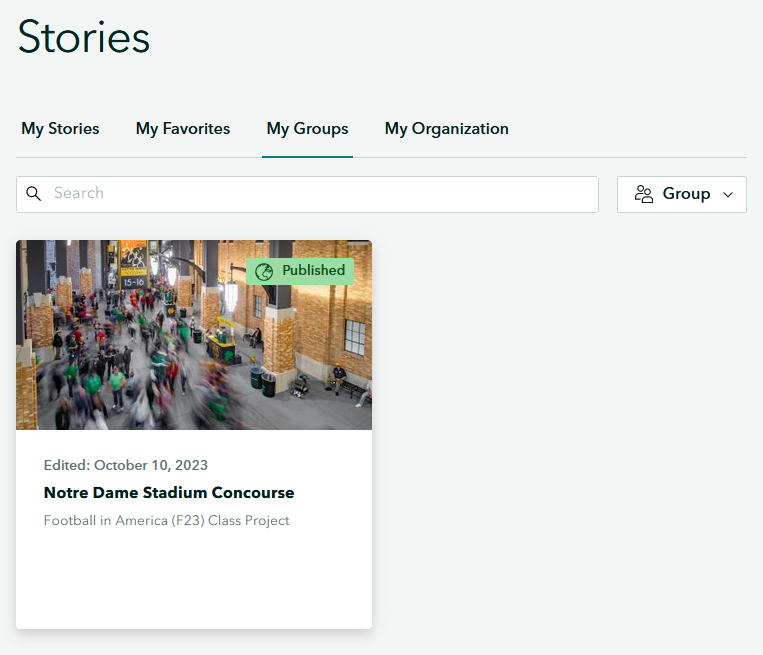 Stories
My Stories My Favorites My Groups My Organization
Search Group
15-16
Published
Edited: October 10, 2023
Notre Dame Stadium Concourse
Football in America (F23) Class Project